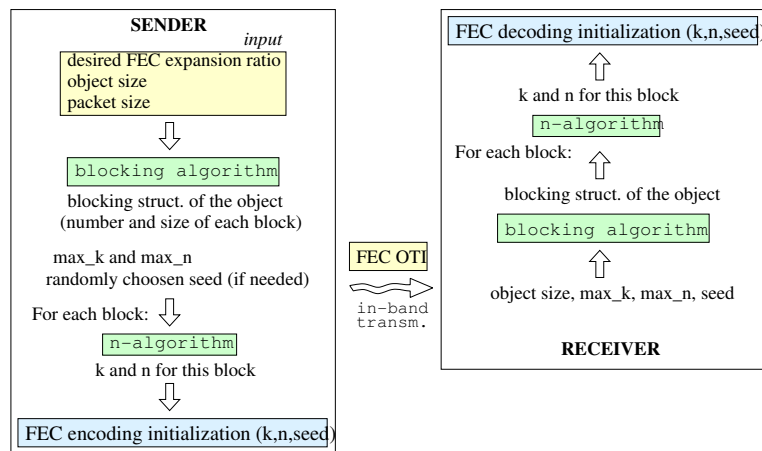 SENDER
input
desired FEC expansion ratio
object size
packet size
blocking algorithm
blocking struct. of the object
(number and size of each block)
max_k and max_n
randomly choosen seed (if needed)
For each block:
n-algorithm
k and n for this block
FEC encoding initialization (k,n,seed)
FEC OTI
in-band
transm.
FEC decoding initialization (k,n,seed)
k and n for this block
n-algorithm
For each block:
blocking struct. of the object
blocking algorithm
object size, max_k, max_n, seed
RECEIVER